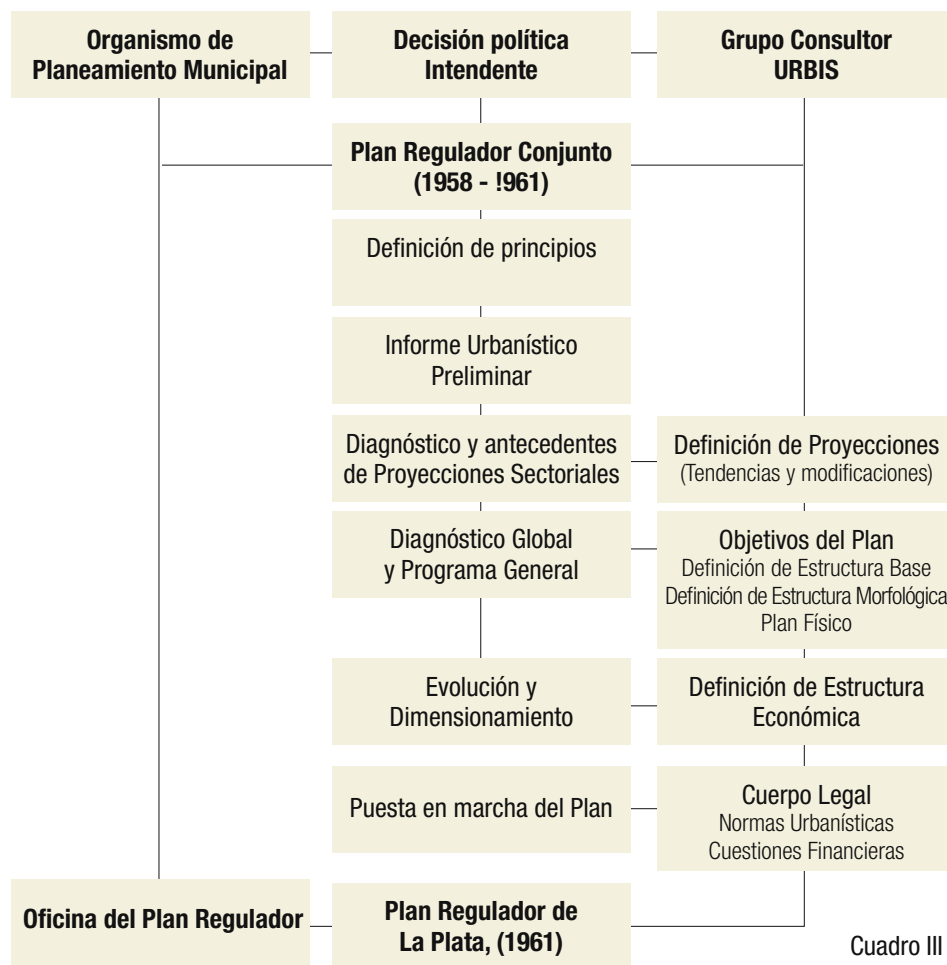 Organismo de
Planeamiento Municipal
Decisión política
Intendente
Grupo Consultor
URBIS
Plan Regulador Conjunto
(1958 - !961)
Definición de principios
Informe Urbanístico
Preliminar
Diagnóstico y antecedentes
de Proyecciones Sectoriales
Definición de Proyecciones
(Tendencias y modificaciones)
Diagnóstico Global
y Programa General
Objetivos del Plan
Definición de Estructura Base
Definición de Estructura Morfológica
Plan Físico
Evolución y
Dimensionamiento
Definición de Estructura
Económica
Puesta en marcha del Plan
Cuerpo Legal
Normas Urbanísticas
Cuestiones Financieras
Oficina del Plan Regulador
Plan Regulador de
La Plata, (1961)
Cuadro III